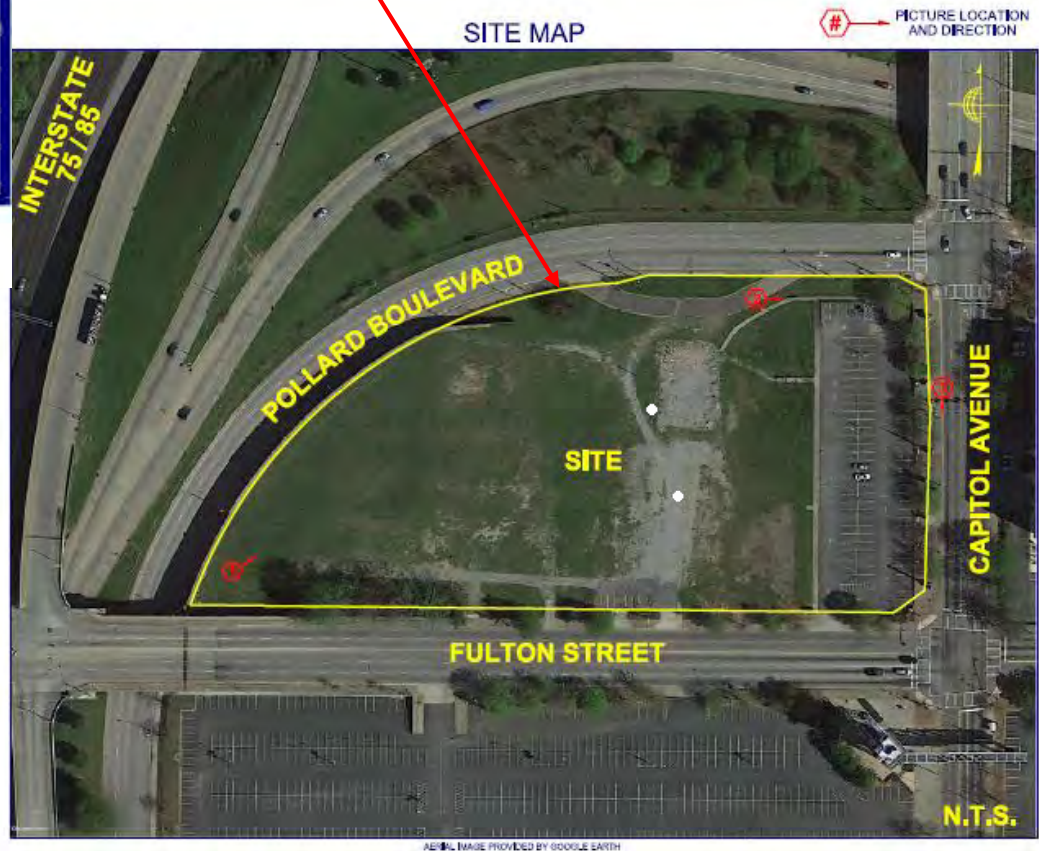 SITE MAP
#
PICTURE LOCATION
AND DIRECTION
INTERSTATE
75 / 85
POLLARD BOULEVARD
SITE
CAPITOL AVENUE
FULTON STREET
N.T.S.
AERIAL IMAGE PROVIDED BY GOOGLE EARTH